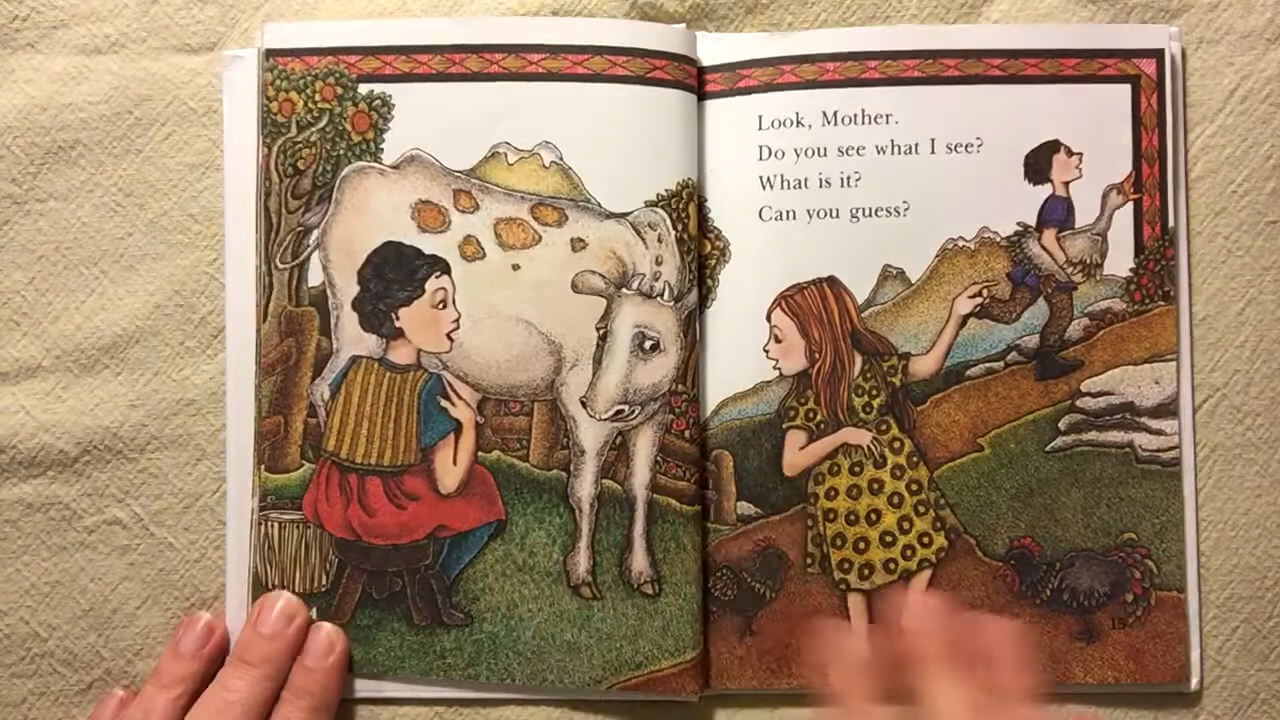 Look, Mother.
Do you see what I see?
What is it?
Can you guess?
15